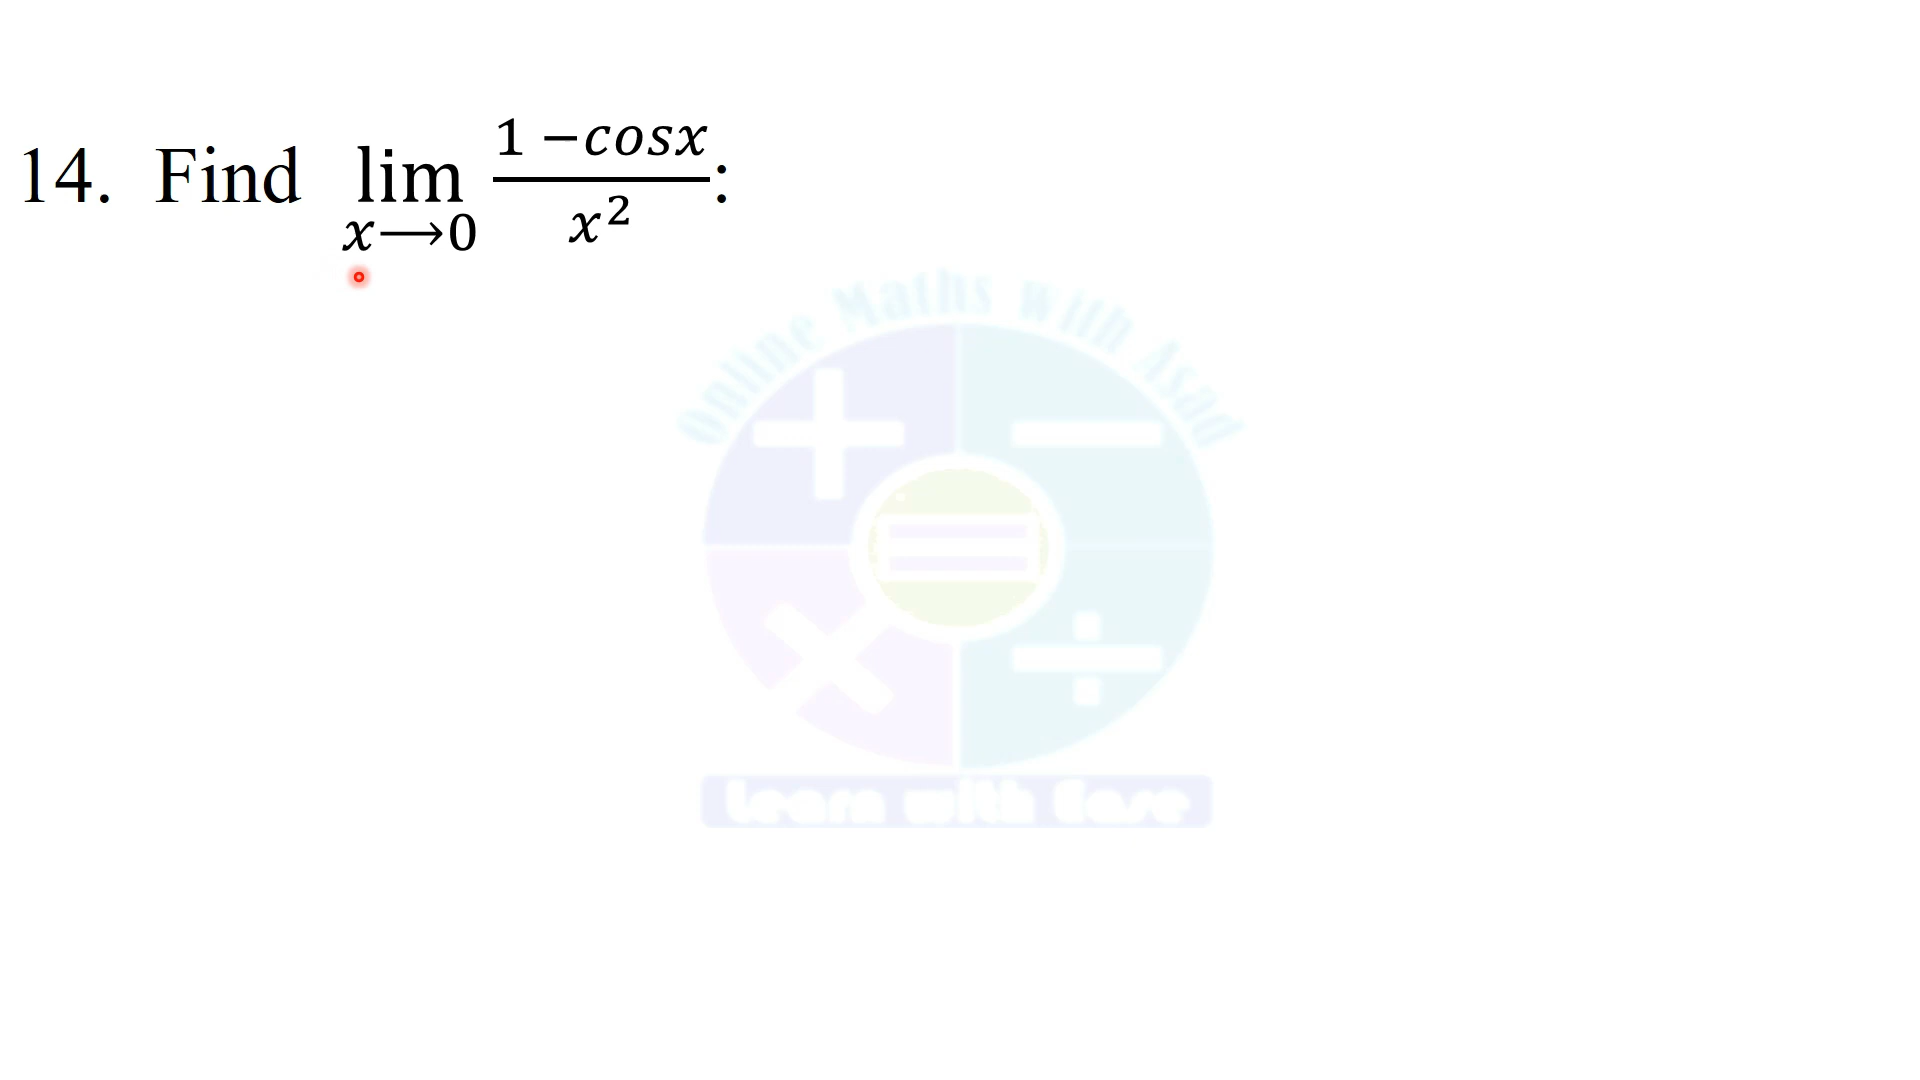 14. Find lim x⟶0 1 −cosx / x² :
Online Maths With Asad
Learn with Ease